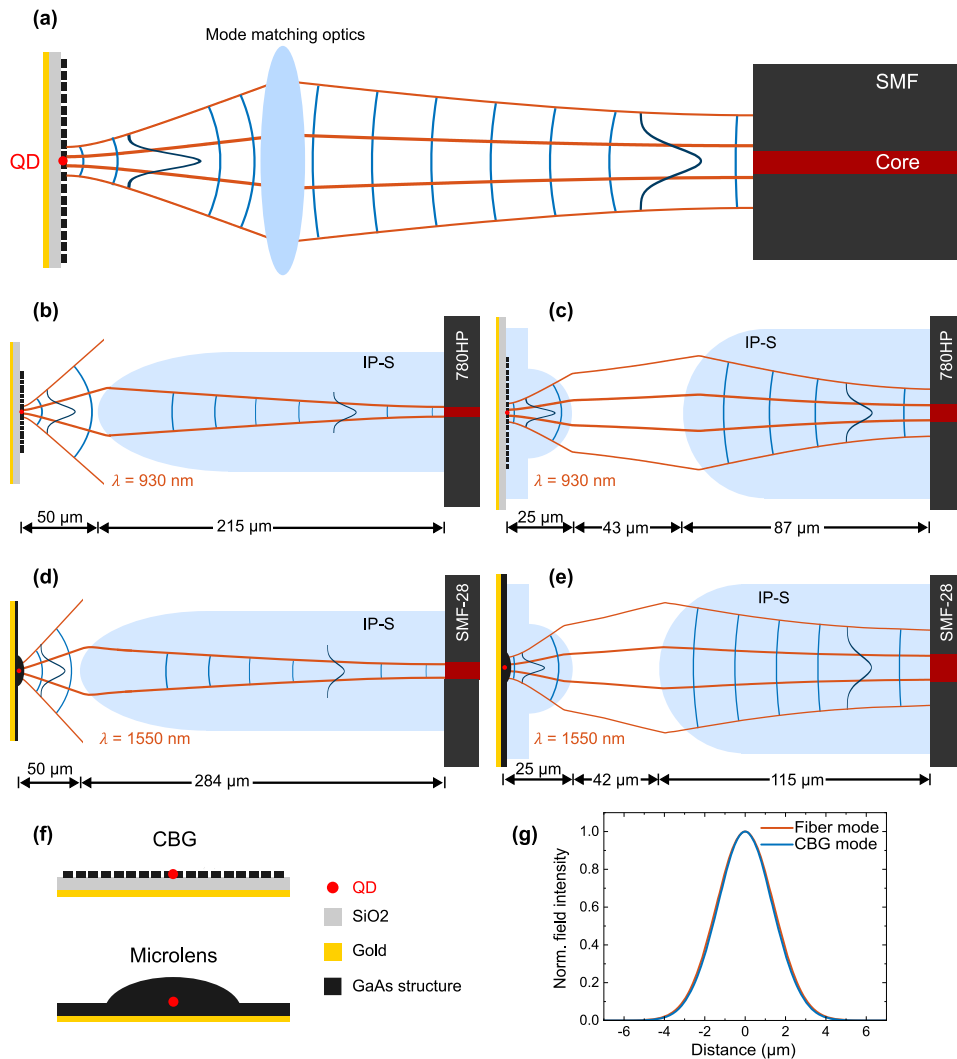 (a)
Mode matching optics
SMF
QD
Core
(b)
IP-S
780HP
λ = 930 nm
50 µm
215 µm
(c)
IP-S
780HP
λ = 930 nm
25 µm
43 µm
87 µm
(d)
IP-S
SMF-28
λ = 1550 nm
50 µm
284 µm
(e)
IP-S
SMF-28
λ = 1550 nm
25 µm
42 µm
115 µm
(f)
CBG
Microlens
QD
SiO2
Gold
GaAs structure
(g)
Fiber mode
CBG mode
Norm. field intensity
1.0
0.8
0.6
0.4
0.2
0.0
-6 -4 -2 0 2 4 6
Distance (µm)